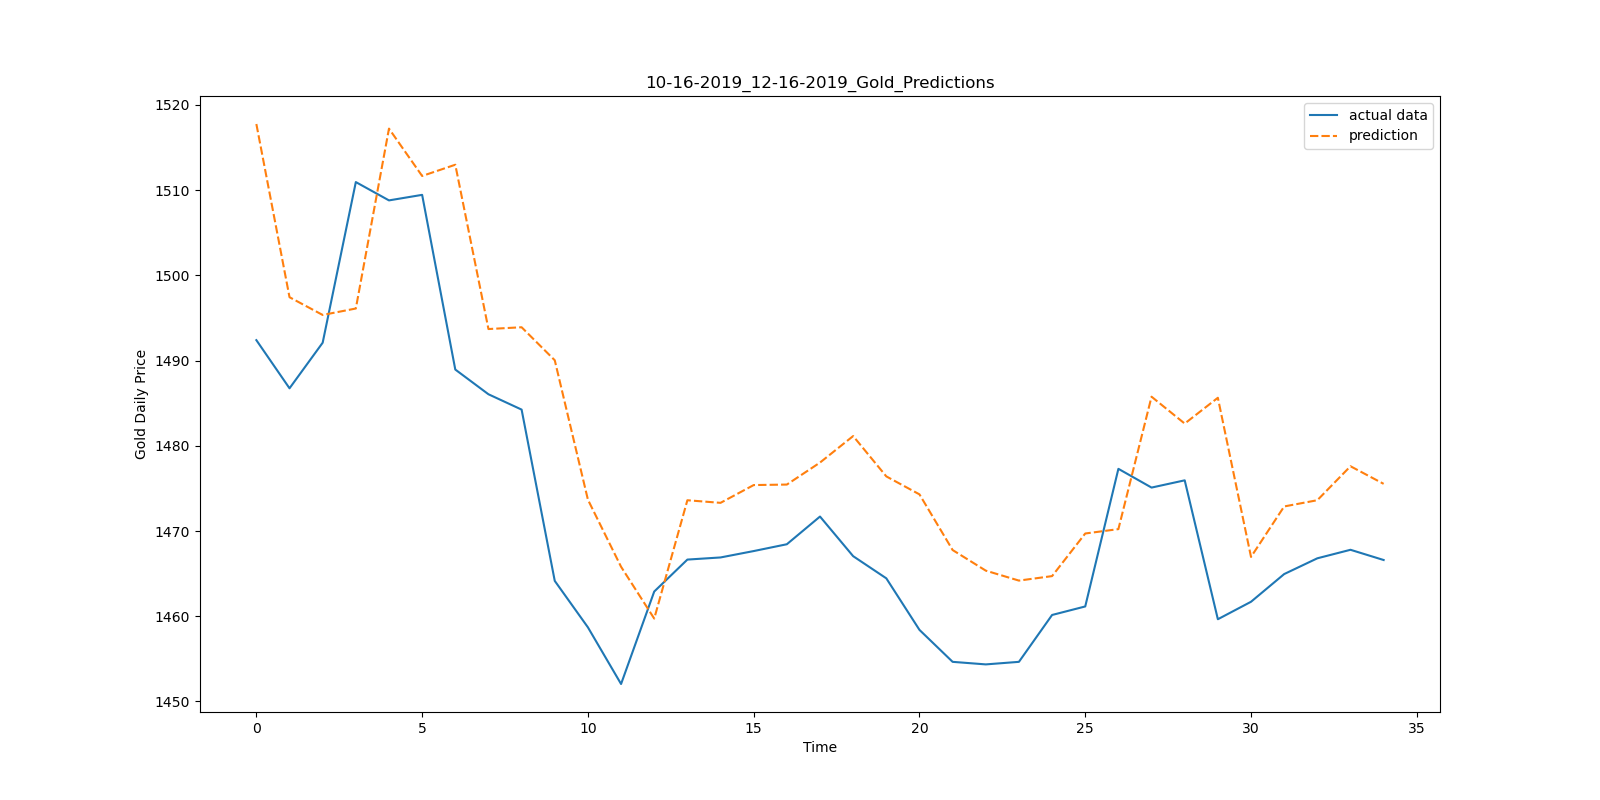 10-16-2019_12-16-2019_Gold_Predictions
actual data
prediction
Gold Daily Price
1520
1510
1500
1490
1480
1470
1460
1450
0 5 10 15 20 25 30 35
Time